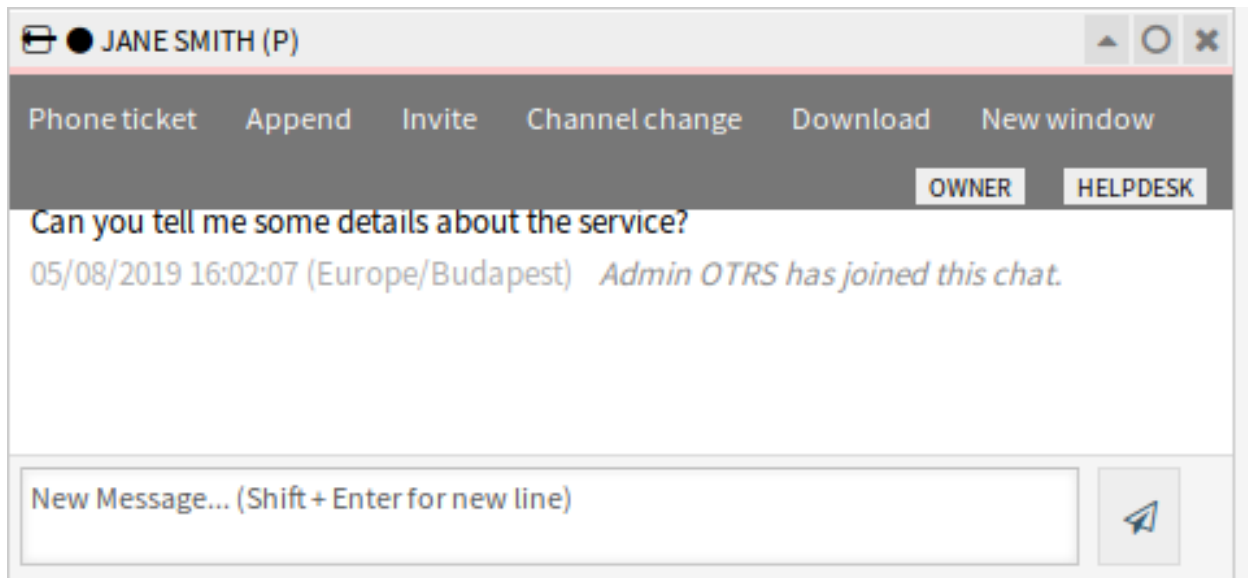 JANE SMITH (P)
Phone ticket Append Invite Channel change Download New window
OWNER HELPDESK
Can you tell me some details about the service?
05/08/2019 16:02:07 (Europe/Budapest) Admin OTRS has joined this chat.
New Message... (Shift + Enter for new line)